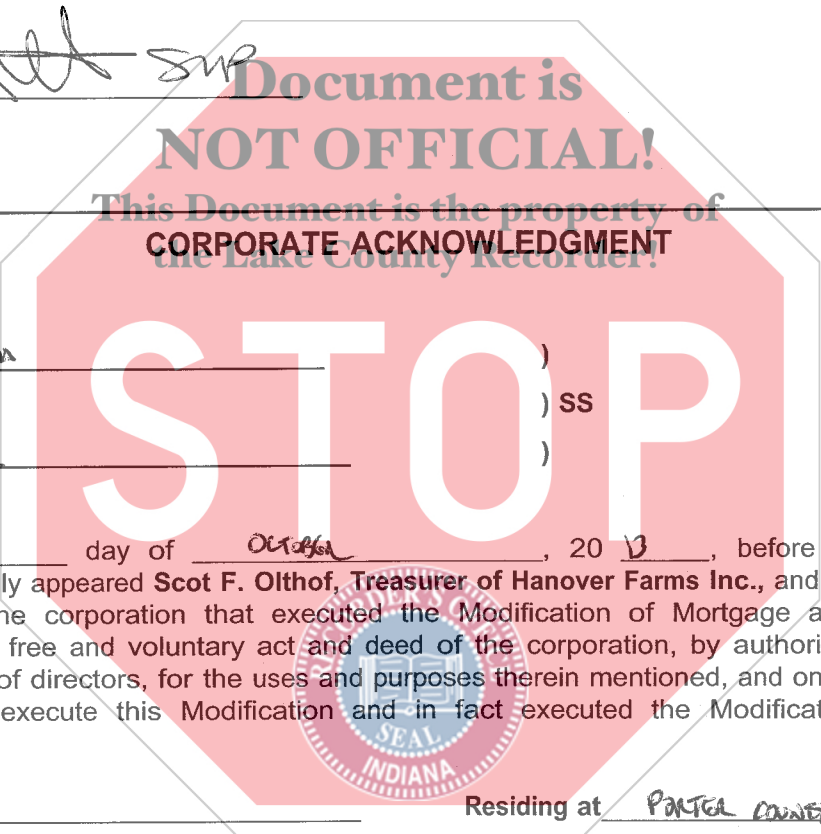 SVP
Document is
NOT OFFICIAL!
This Document is the property of
the Lake County Recorder!
CORPORATE ACKNOWLEDGMENT
STOP
)
) SS
)
day of October, 20 13, before
ly appeared Scot F. Olthof, Treasurer of Hanover Farms Inc., and
ne corporation that executed the Modification of Mortgage a
free and voluntary act and deed of the corporation, by authori
of directors, for the uses and purposes therein mentioned, and on
execute this Modification and in fact executed the Modificat
RECORDER'S OFFICE
SEAL
INDIANA
Residing at Porter County